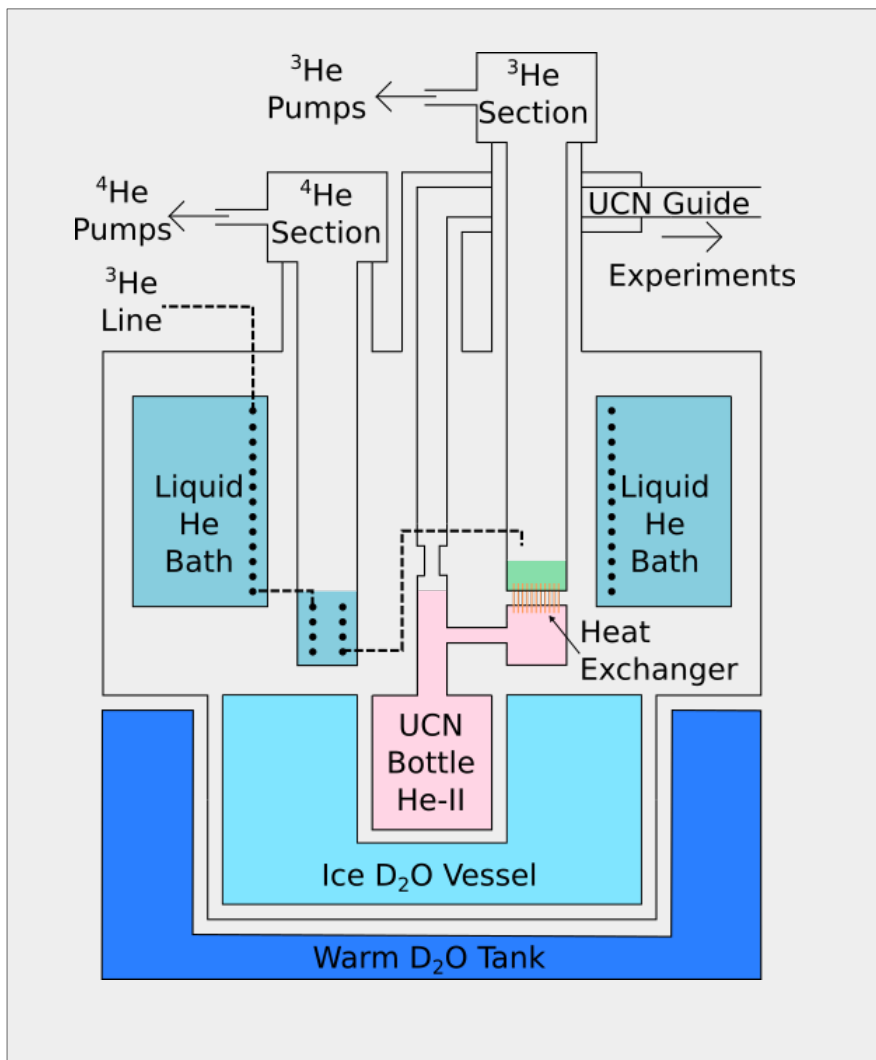 ³He
Pumps
³He
Section
⁴He
Pumps
⁴He
Section
UCN Guide
Experiments
³He
Line
Liquid
He
Bath
Liquid
He
Bath
Heat
Exchanger
UCN
Bottle
He-II
Ice D₂O Vessel
Warm D₂O Tank